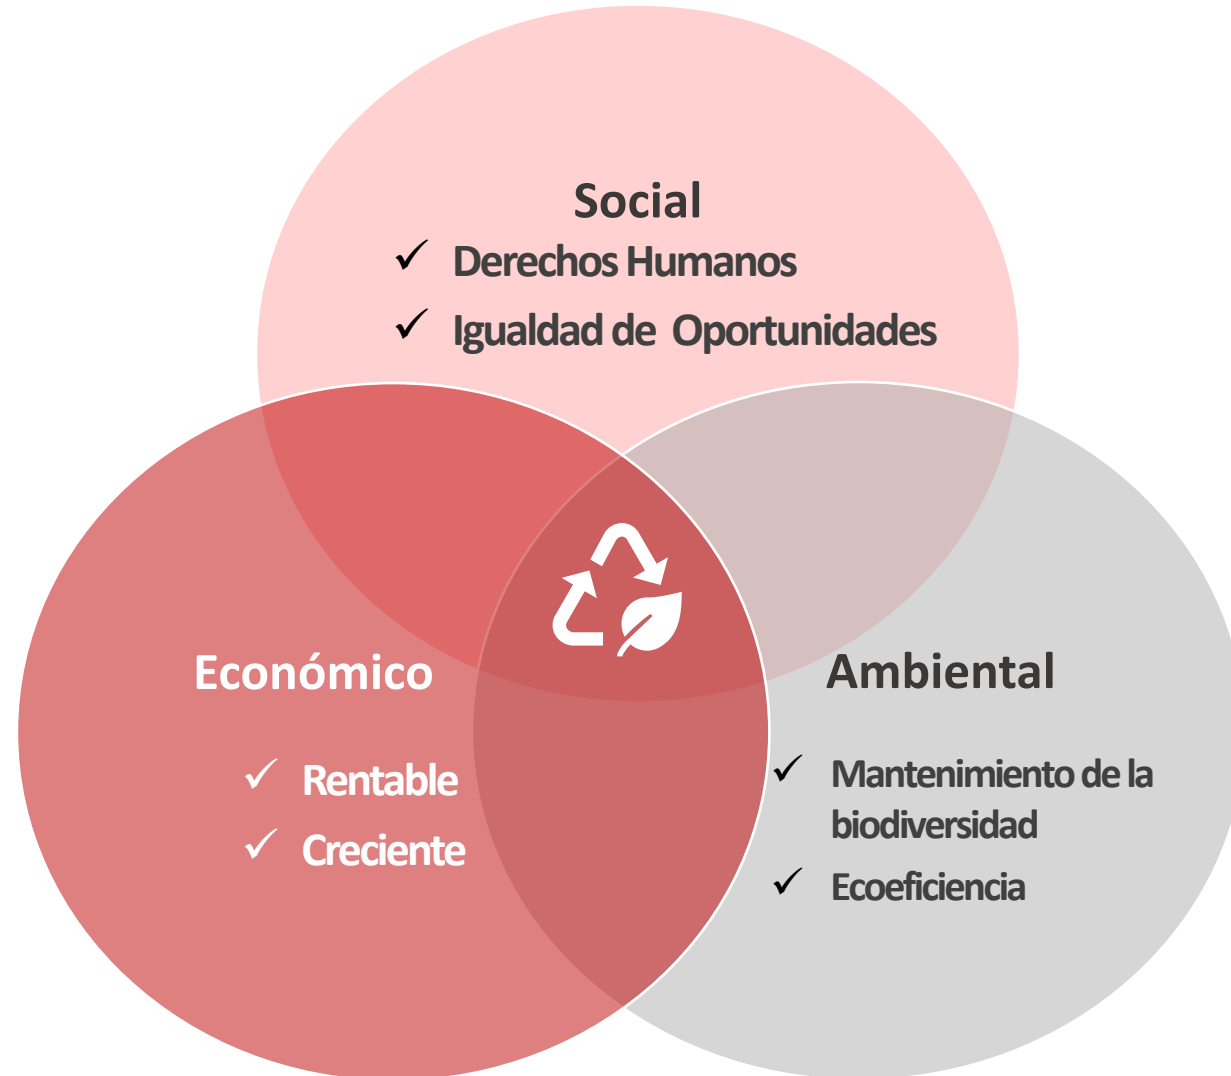 Social
✓ Derechos Humanos
✓ Igualdad de Oportunidades
Económico
✓ Rentable
✓ Creciente
Ambiental
✓ Mantenimiento de la
biodiversidad
✓ Ecoeficiencia